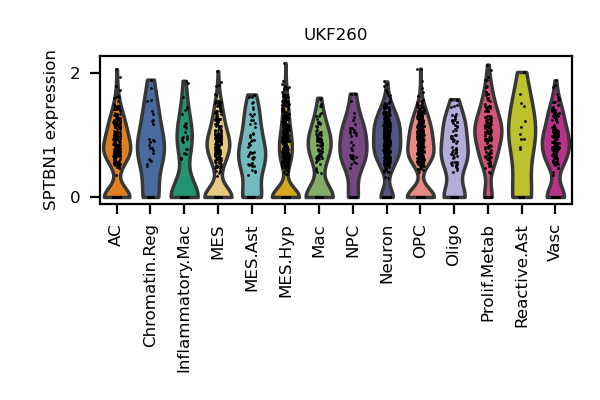 UKF260
SPTBN1 expression
2
0
AC
Chromatin.Reg
Inflammatory.Mac
MES
MES.Ast
MES.Hyp
Mac
NPC
Neuron
OPC
Oligo
Prolif.Metab
Reactive.Ast
Vasc